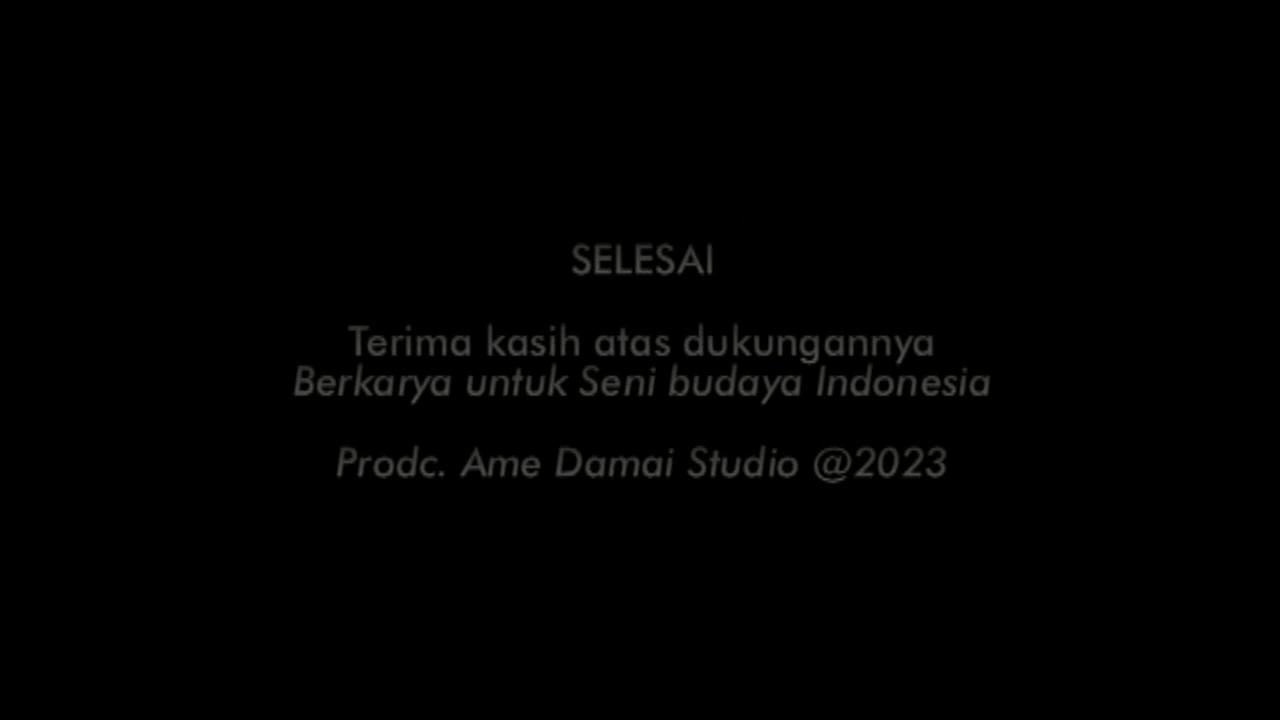 SELESAI
Terima kasih atas dukungannya
Berkarya untuk Seni budaya Indonesia
Prodc. Ame Damai Studio @2023